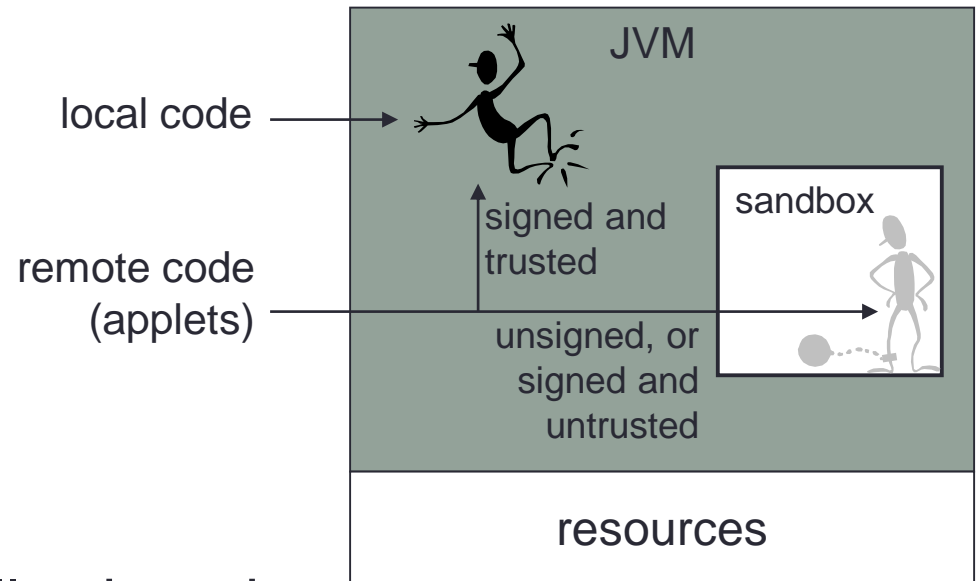 JVM
local code
sandbox
signed and
trusted
remote code
(applets)
unsigned, or
signed and
untrusted
resources